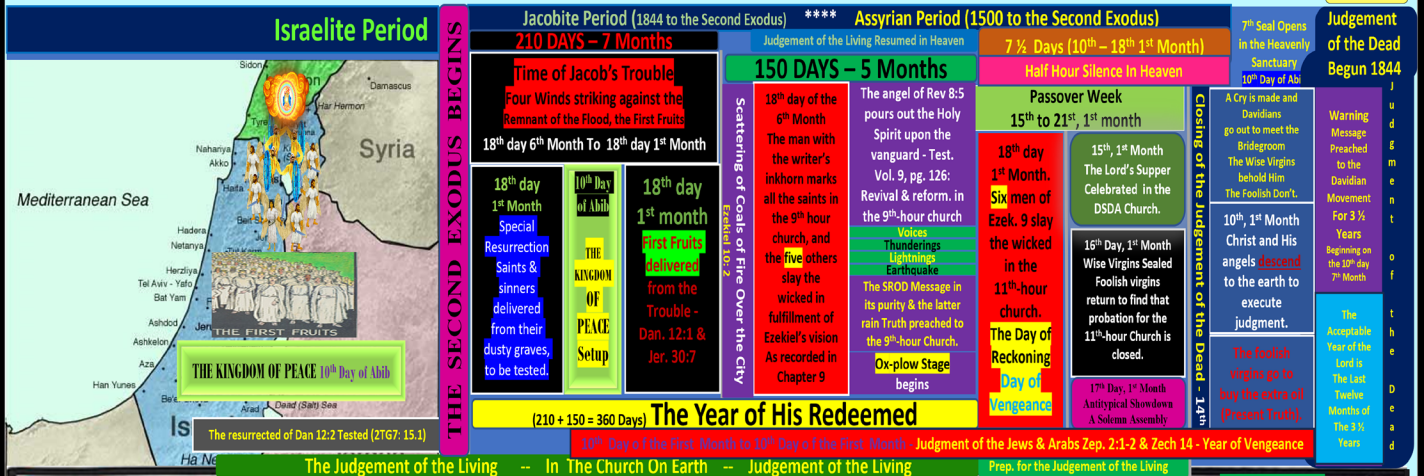 Israelite Period
Sidon
on
Damascus
Har Hermon
Tyre
Syria
Nahariya
Akko
Haifa
Mediterranean Sea
Beit
Hadera
Netanya
Herzliya
Tel Aviv - Yafo
Bat Yam
Ashdod
Jer
THE FIRST FRUITS
Ashkelon
Aza
THE KINGDOM OF PEACE 10th Day of Abib
Han Yunes
Be'e
Arad
Dead (Salt) Sea
Is
The resurrected of Dan 12:2 Tested (2TG7: 15.1)
Ha Ne
THE SECOND EXODUS BEGINS
Jacobite Period (1844 to the Second Exodus) **** Assyrian Period (1500 to the Second Exodus)
210 DAYS – 7 Months
Time of Jacob's Trouble
Four Winds striking against the
Remnant of the Flood, the First Fruits
18th day 6th Month To 18th day 1st Month
18th day
1st Month
Special
Resurrection
Saints &
sinners
delivered
from their
dusty graves,
to be tested.
10th Day
of Abib
THE
KINGDOM
OF
PEACE
Setup
18th day
1st month
First Fruits
delivered
from the
Trouble -
Dan. 12:1 &
Jer. 30:7
Judgement of the Living Resumed in Heaven
150 DAYS – 5 Months
Scattering of Coals of Fire Over the City
Ezekiel 10: 2
18th day of the
6th Month
The man with
the writer's
inkhorn marks
all the saints in
the 9th hour
church, and
the five others
slay the
wicked in
fulfillment of
Ezekiel's vision
As recorded in
Chapter 9
The angel of Rev 8:5
pours out the Holy
Spirit upon the
vanguard - Test.
Vol. 9, pg. 126:
Revival & reform. in
the 9th-hour church
Voices
Thunderings
Lightnings
Earthquake
The SROD Message in
its purity & the latter
rain Truth preached to
the 9th-hour Church.
Ox-plow Stage
begins
(210 + 150 = 360 Days) The Year of His Redeemed
7 ½ Days (10th – 18th 1st Month)
Half Hour Silence In Heaven
Passover Week
15th to 21st, 1st month
18th day
1st Month.
Six men of
Ezek. 9 slay
the wicked
in the
11th-hour
church.
The Day of
Reckoning
Day of
Vengeance
15th, 1st Month
The Lord's Supper
Celebrated in the
DSDA Church.
16th Day, 1st Month
Wise Virgins Sealed
Foolish virgins
return to find that
probation for the
11th-hour Church is
closed.
17th Day, 1st Month
Antitypical Showdown
A Solemn Assembly
Closing of the Judgement of the Dead - 14th
7th Seal Opens
in the Heavenly
Sanctuary
10th Day of Abi
A Cry is made and
Davidians
go out to meet the
Bridegroom
The Wise Virgins
behold Him
The Foolish Don't.
10th, 1st Month
Christ and His
angels descend
to the earth to
execute
judgment.
The foolish
virgins go to
buy the extra oil
(Present Truth).
Judgement
of the Dead
Begun 1844
Warning
Message
Preached
to the
Davidian
Movement
For 3 ½
Years
Beginning on
the 10th day
7th Month
The
Acceptable
Year of the
Lord is
The Last
Twelve
Months of
The 3 ½
Years
Judgment of the Dead
10th Day of the First Month to 10th Day of the First Month - Judgment of the Jews & Arabs Zep. 2:1-2 & Zech 14 - Year of Vengeance
The Judgement of the Living -- In The Church On Earth -- Judgement of the Living
Prep. for the Judgement of the Living